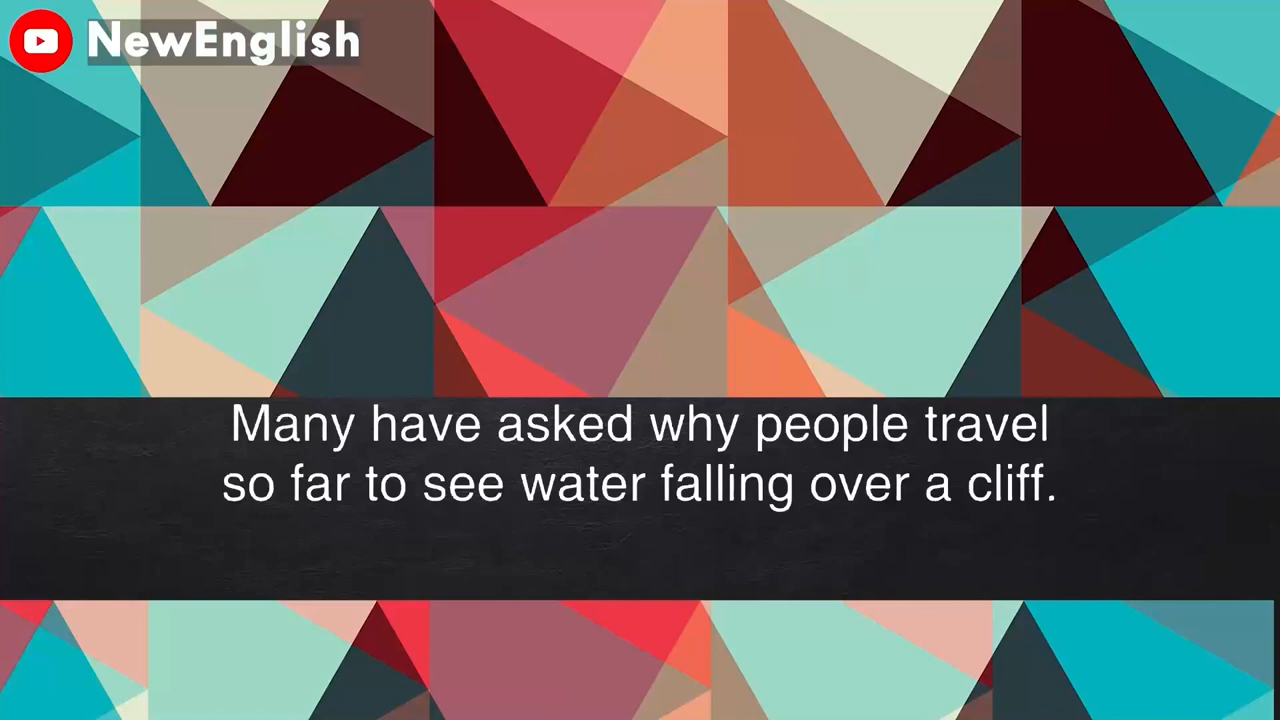 NewEnglish
Many have asked why people travel
so far to see water falling over a cliff.